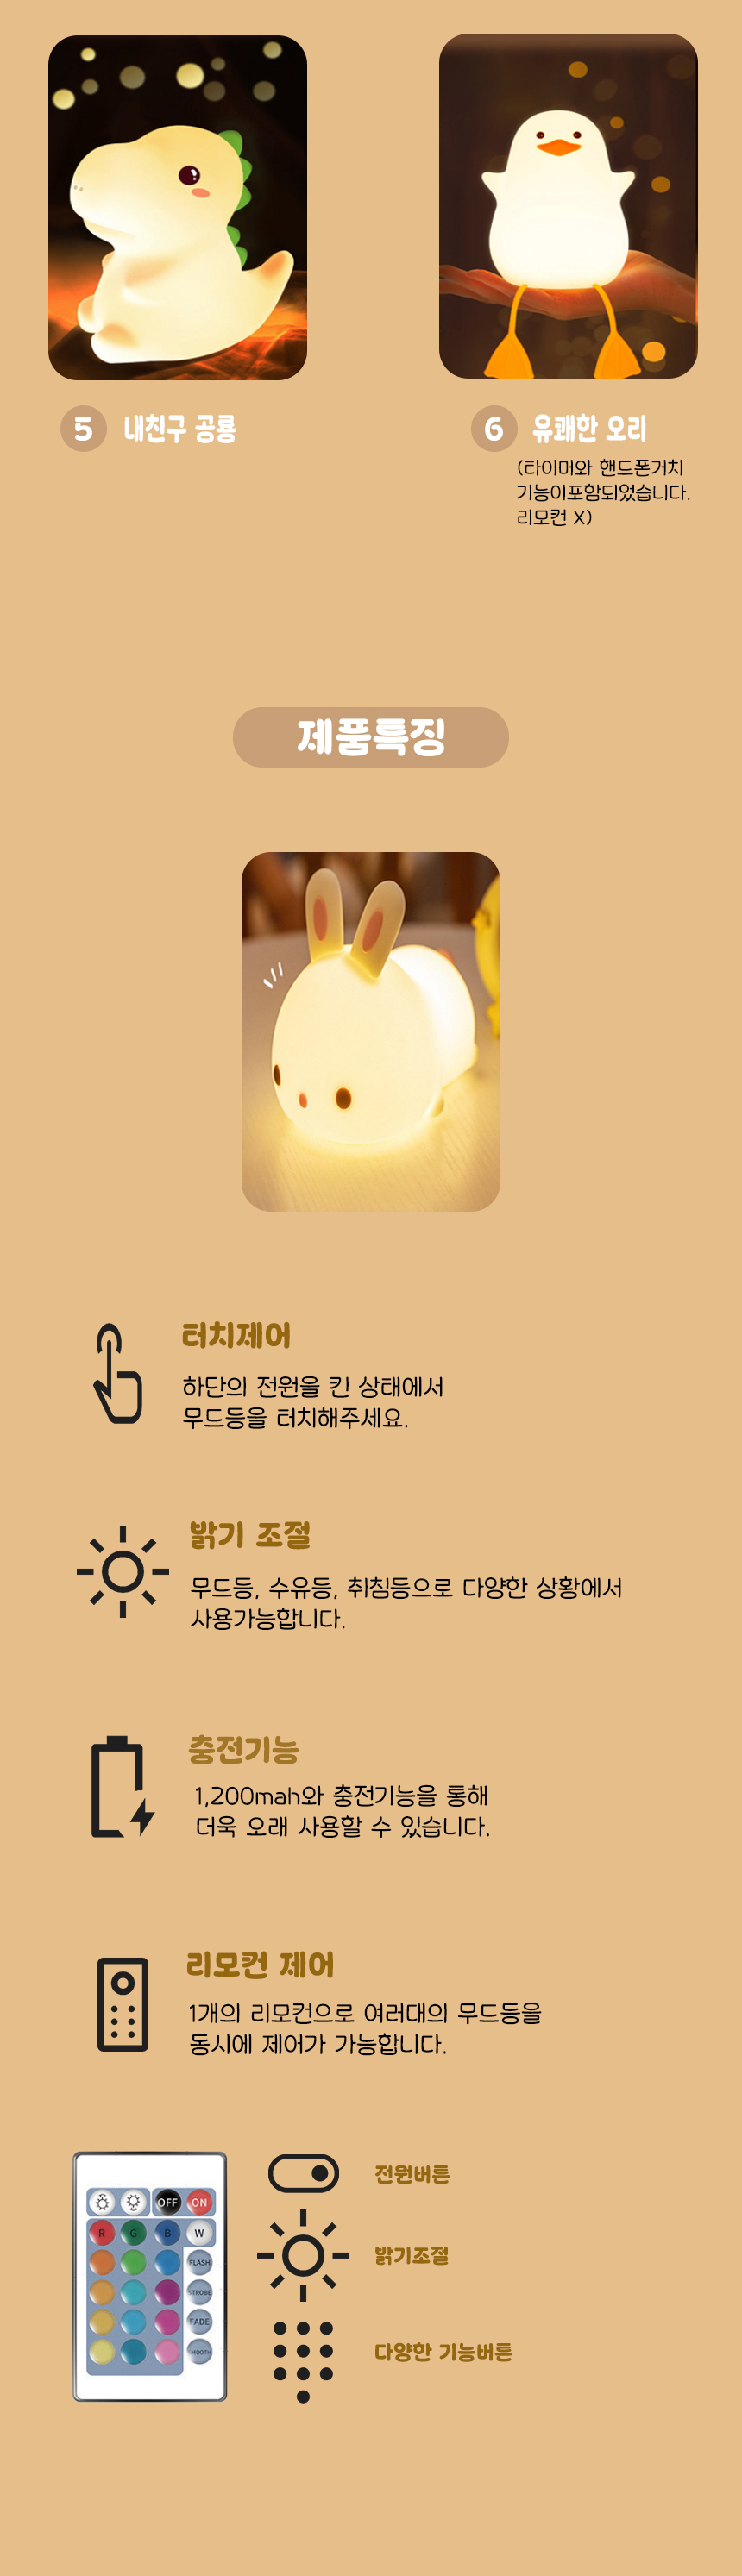 5 내친구 공룡
6 유쾌한 오리
(타이머와 핸드폰거치
기능이포함되었습니다.
리모컨 X)
제품특징
터치제어
하단의 전원을 킨 상태에서
무드등을 터치해주세요.
밝기 조절
무드등, 수유등, 취침등으로 다양한 상황에서
사용가능합니다.
충전기능
1,200mah와 충전기능을 통해
더욱 오래 사용할 수 있습니다.
리모컨 제어
1개의 리모컨으로 여러대의 무드등을
동시에 제어가 가능합니다.
OFF ON
R G B W
FLASH
STROBE
FADE
SMOOTH
전원버튼
밝기조절
다양한 기능버튼